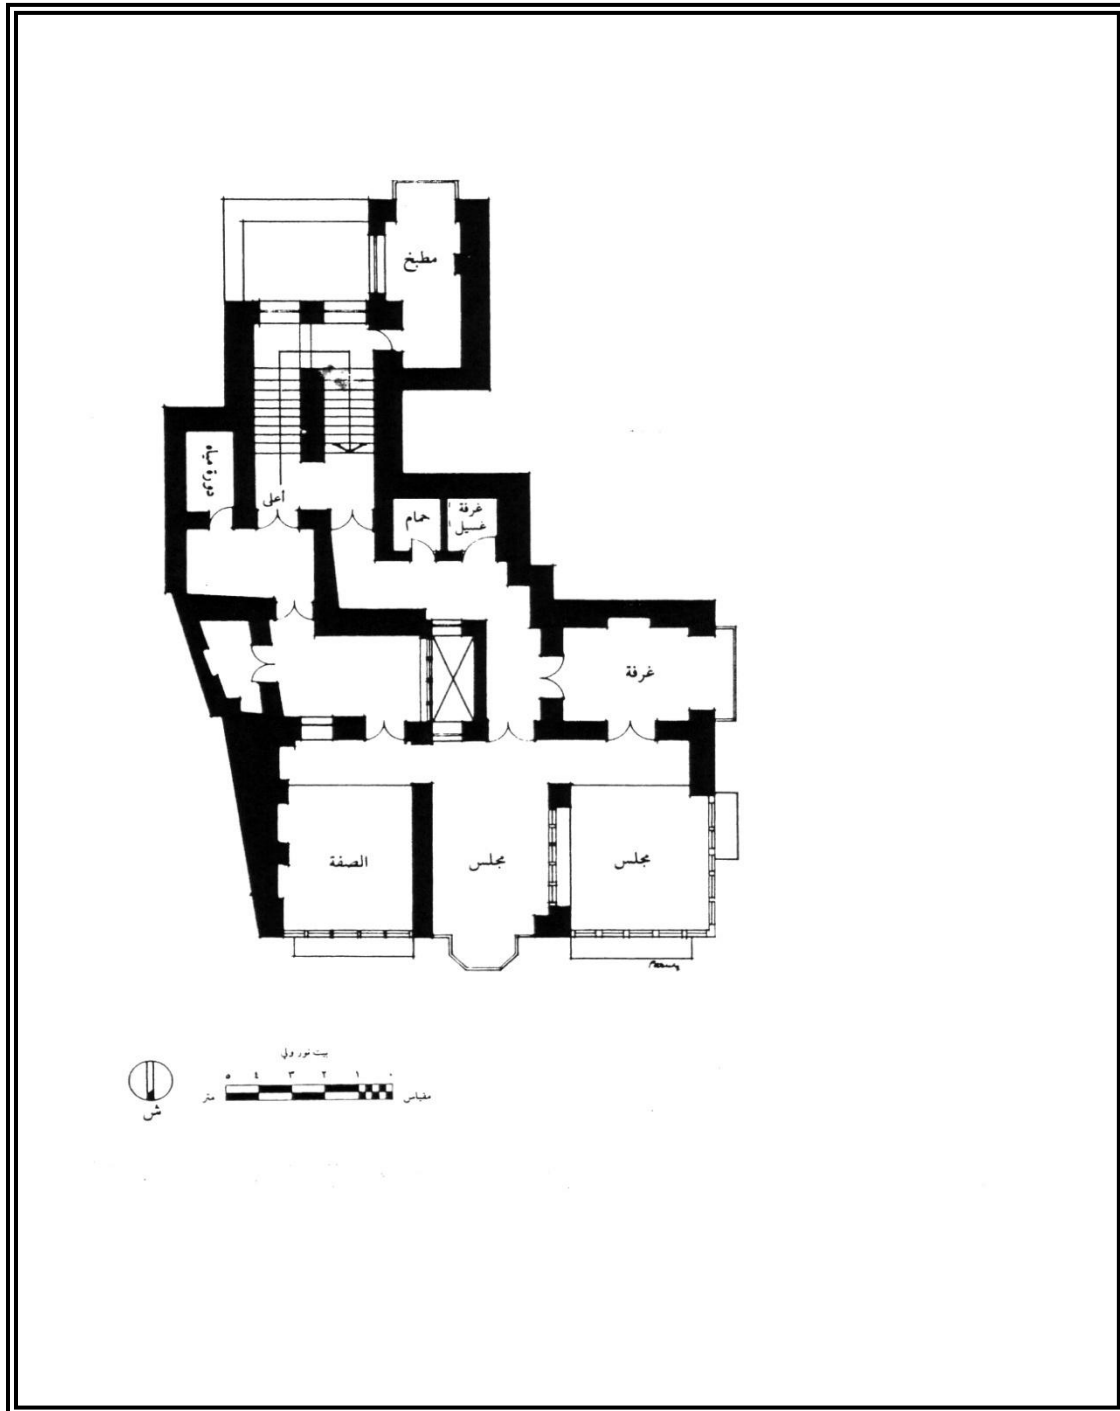 مطبخ
دورة مياه
أعلى
حمام
غرفة
غسيل
غرفة
الصفة
مجلس
مجلس
بيت نور ولي
٥ ٤ ٣ ٢ ١ ٠
متر
مقياس
ش